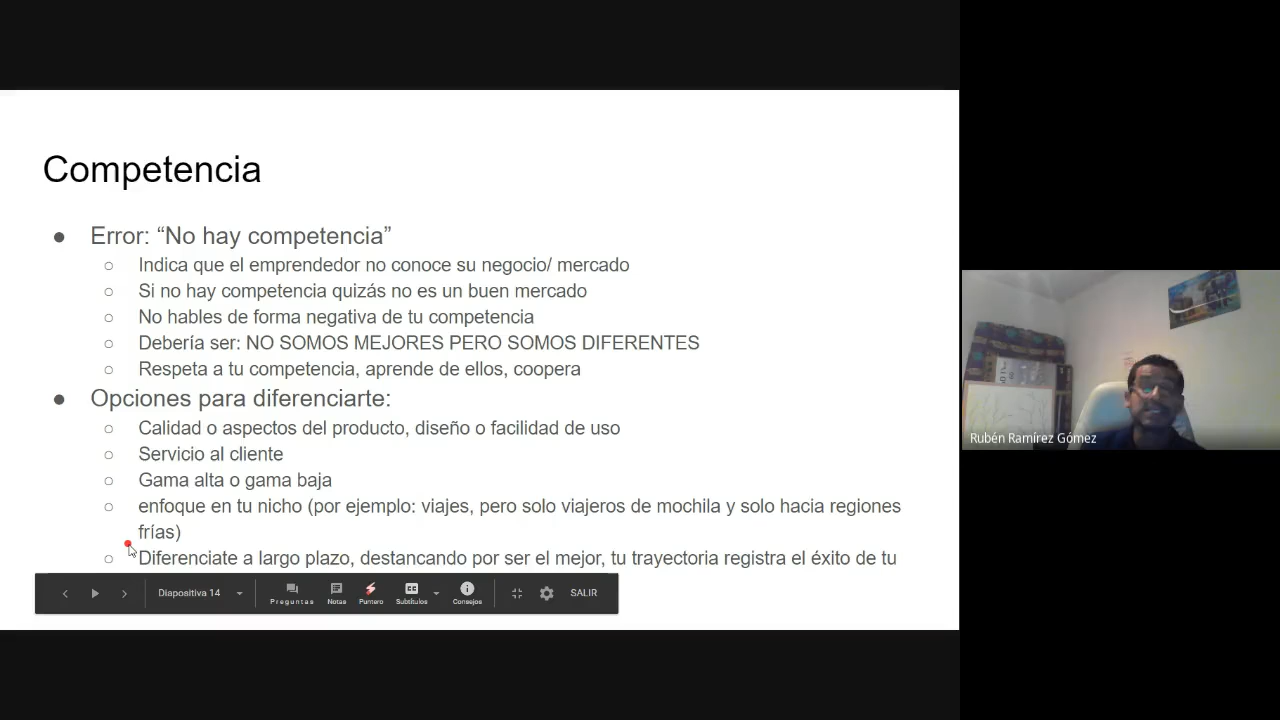 Competencia
● Error: “No hay competencia”
○ Indica que el emprendedor no conoce su negocio/ mercado
○ Si no hay competencia quizás no es un buen mercado
○ No hables de forma negativa de tu competencia
○ Debería ser: NO SOMOS MEJORES PERO SOMOS DIFERENTES
○ Respeta a tu competencia, aprende de ellos, coopera
● Opciones para diferenciarte:
○ Calidad o aspectos del producto, diseño o facilidad de uso
○ Servicio al cliente
○ Gama alta o gama baja
○ enfoque en tu nicho (por ejemplo: viajes, pero solo viajeros de mochila y solo hacia regiones
frías)
○ Diferenciate a largo plazo, destancando por ser el mejor, tu trayectoria registra el éxito de tu
Diapositiva 14
Preguntas
Notas
Puntero
Subtítulos
Consejos
SALIR
Rubén Ramírez Gómez